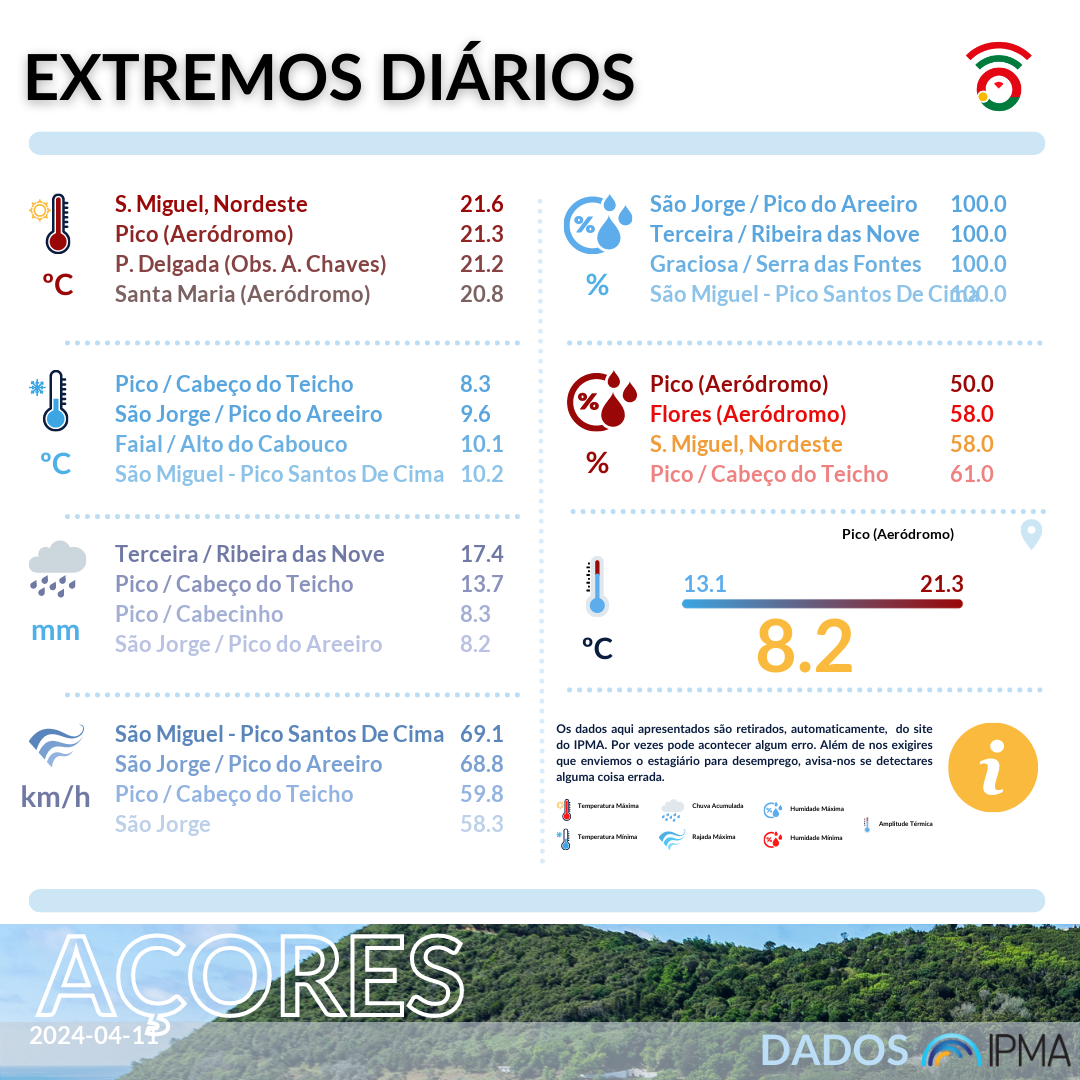 EXTREMOS DIÁRIOS
S. Miguel, Nordeste 21.6
Pico (Aeródromo) 21.3
P. Delgada (Obs. A. Chaves) 21.2
Santa Maria (Aeródromo) 20.8
ºC
Pico / Cabeço do Teicho 8.3
São Jorge / Pico do Areeiro 9.6
Faial / Alto do Cabouco 10.1
São Miguel - Pico Santos De Cima 10.2
ºC
Terceira / Ribeira das Nove 17.4
Pico / Cabeço do Teicho 13.7
Pico / Cabecinho 8.3
São Jorge / Pico do Areeiro 8.2
mm
São Miguel - Pico Santos De Cima 69.1
São Jorge / Pico do Areeiro 68.8
Pico / Cabeço do Teicho 59.8
São Jorge 58.3
km/h
%
São Jorge / Pico do Areeiro 100.0
Terceira / Ribeira das Nove 100.0
Graciosa / Serra das Fontes 100.0
São Miguel - Pico Santos De Cima 100.0
%
%
Pico (Aeródromo) 50.0
Flores (Aeródromo) 58.0
S. Miguel, Nordeste 58.0
Pico / Cabeço do Teicho 61.0
%
Pico (Aeródromo)
13.1 21.3
8.2
ºC
Os dados aqui apresentados são retirados, automaticamente, do site
do IPMA. Por vezes pode acontecer algum erro. Além de nos exigires
que enviemos o estagiário para desemprego, avisa-nos se detectares
alguma coisa errada.
i
Temperatura Máxima Chuva Acumulada Humidade Máxima
Amplitude Térmica
Temperatura Mínima Rajada Máxima Humidade Mínima
AÇORES
2024-04-11
DADOS IPMA